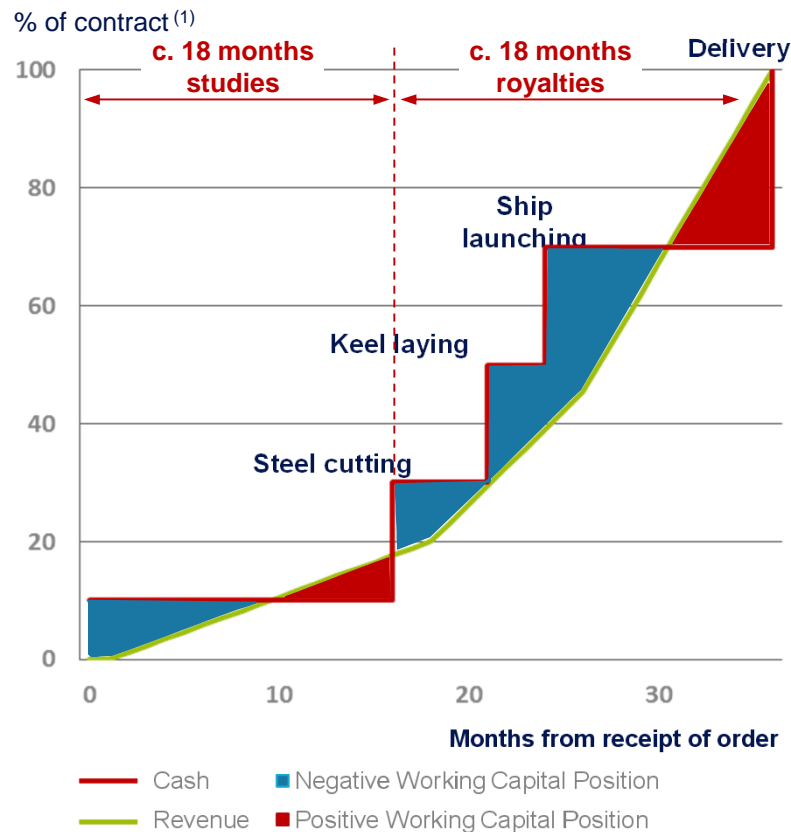 % of contract (1)
c. 18 months
studies
c. 18 months
royalties
Delivery
100
80
60
40
20
0
Ship
launching
Keel laying
Steel cutting
0 10 20 30
Months from receipt of order
Cash
Negative Working Capital Position
Revenue
Positive Working Capital Position